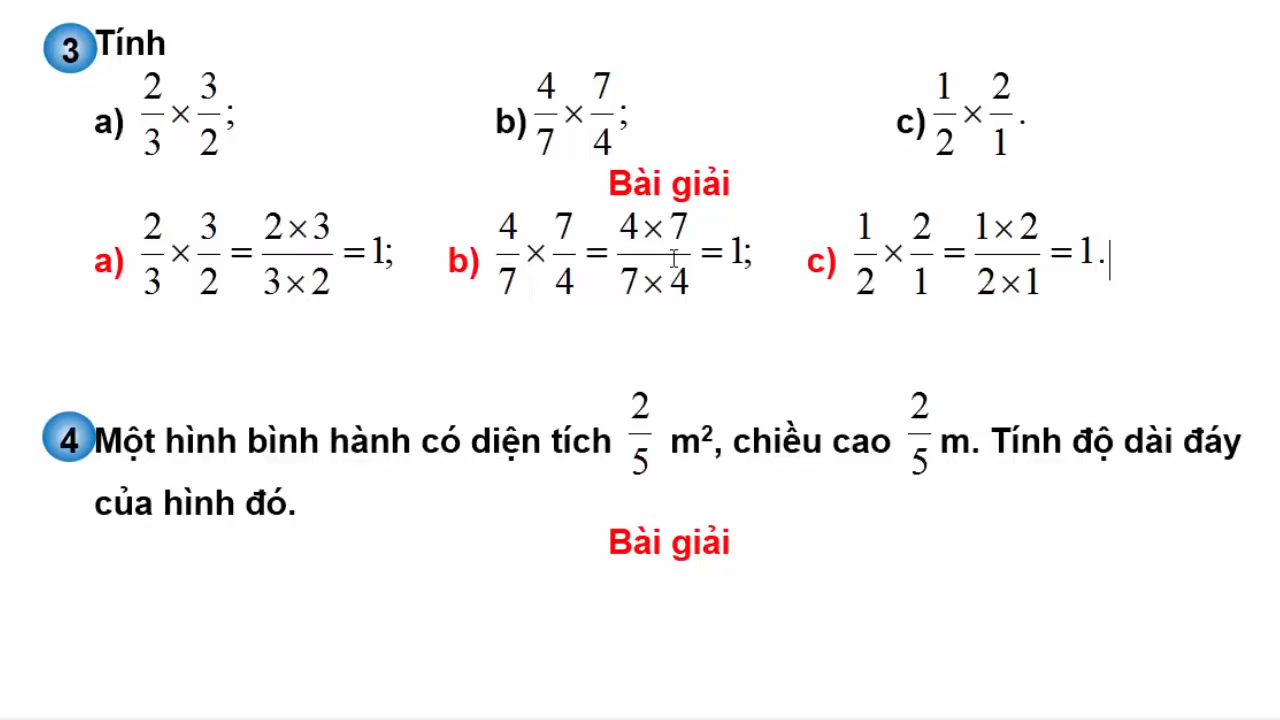 3 Tính
a) 2/3 × 3/2; b) 4/7 × 7/4; c) 1/2 × 2/1.
Bài giải
a) 2/3 × 3/2 = (2×3)/(3×2) = 1; b) 4/7 × 7/4 = (4×7)/(7×4) = 1; c) 1/2 × 2/1 = (1×2)/(2×1) = 1.
4 Một hình bình hành có diện tích 2/5 m², chiều cao 2/5 m. Tính độ dài đáy
của hình đó.
Bài giải